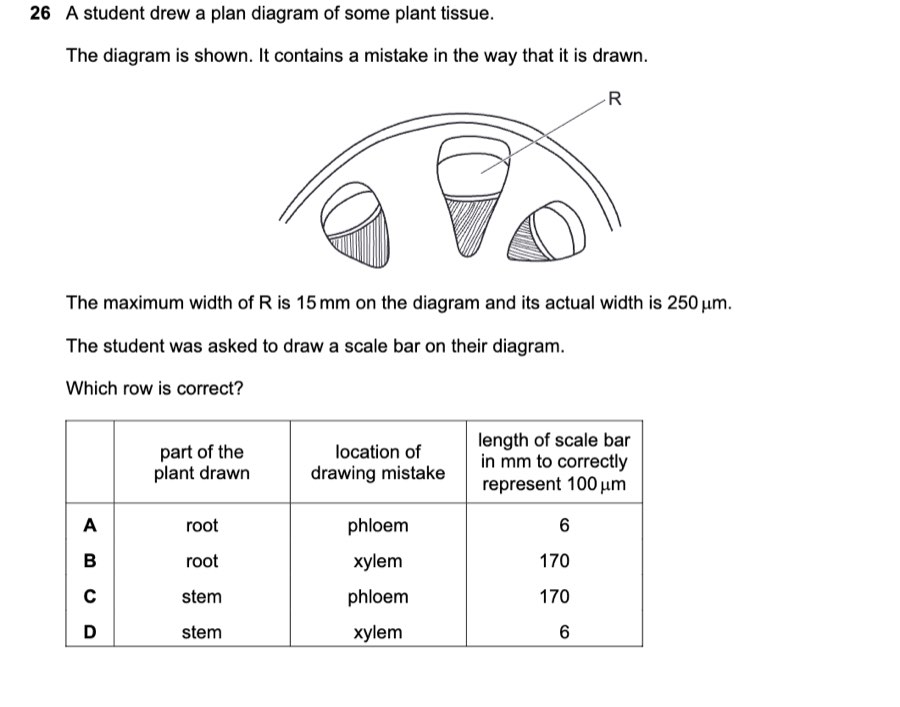 26 A student drew a plan diagram of some plant tissue.
The diagram is shown. It contains a mistake in the way that it is drawn.
R
The maximum width of R is 15 mm on the diagram and its actual width is 250 µm.
The student was asked to draw a scale bar on their diagram.
Which row is correct?
part of the plant drawn | location of drawing mistake | length of scale bar in mm to correctly represent 100 µm
A root phloem 6
B root xylem 170
C stem phloem 170
D stem xylem 6